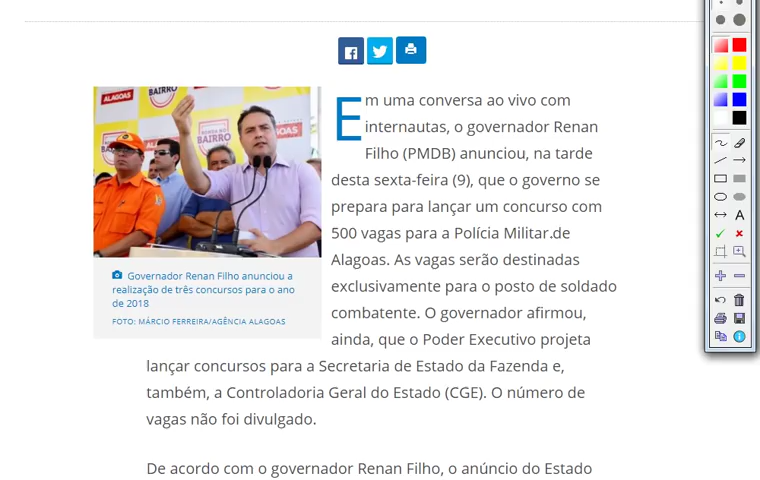 ALAGOAS
BAIRRO
BAIRRO
AGOAS
Em uma conversa ao vivo com
internautas, o governador Renan
Filho (PMDB) anunciou, na tarde
desta sexta-feira (9), que o governo se
prepara para lançar um concurso com
500 vagas para a Polícia Militar.de
Alagoas. As vagas serão destinadas
exclusivamente para o posto de soldado
combatente. O governador afirmou,
ainda, que o Poder Executivo projeta
lançar concursos para a Secretaria de Estado da Fazenda e,
também, a Controladoria Geral do Estado (CGE). O número de
vagas não foi divulgado.
Governador Renan Filho anunciou a
realização de três concursos para o ano
de 2018
FOTO: MÁRCIO FERREIRA/AGÊNCIA ALAGOAS
De acordo com o governador Renan Filho, o anúncio do Estado
A